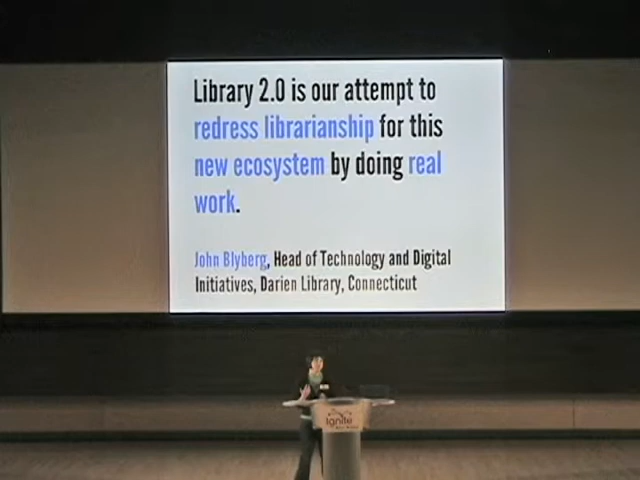 Library 2.0 is our attempt to
redress librarianship for this
new ecosystem by doing real
work.
John Blyberg, Head of Technology and Digital
Initiatives, Darien Library, Connecticut
ignite